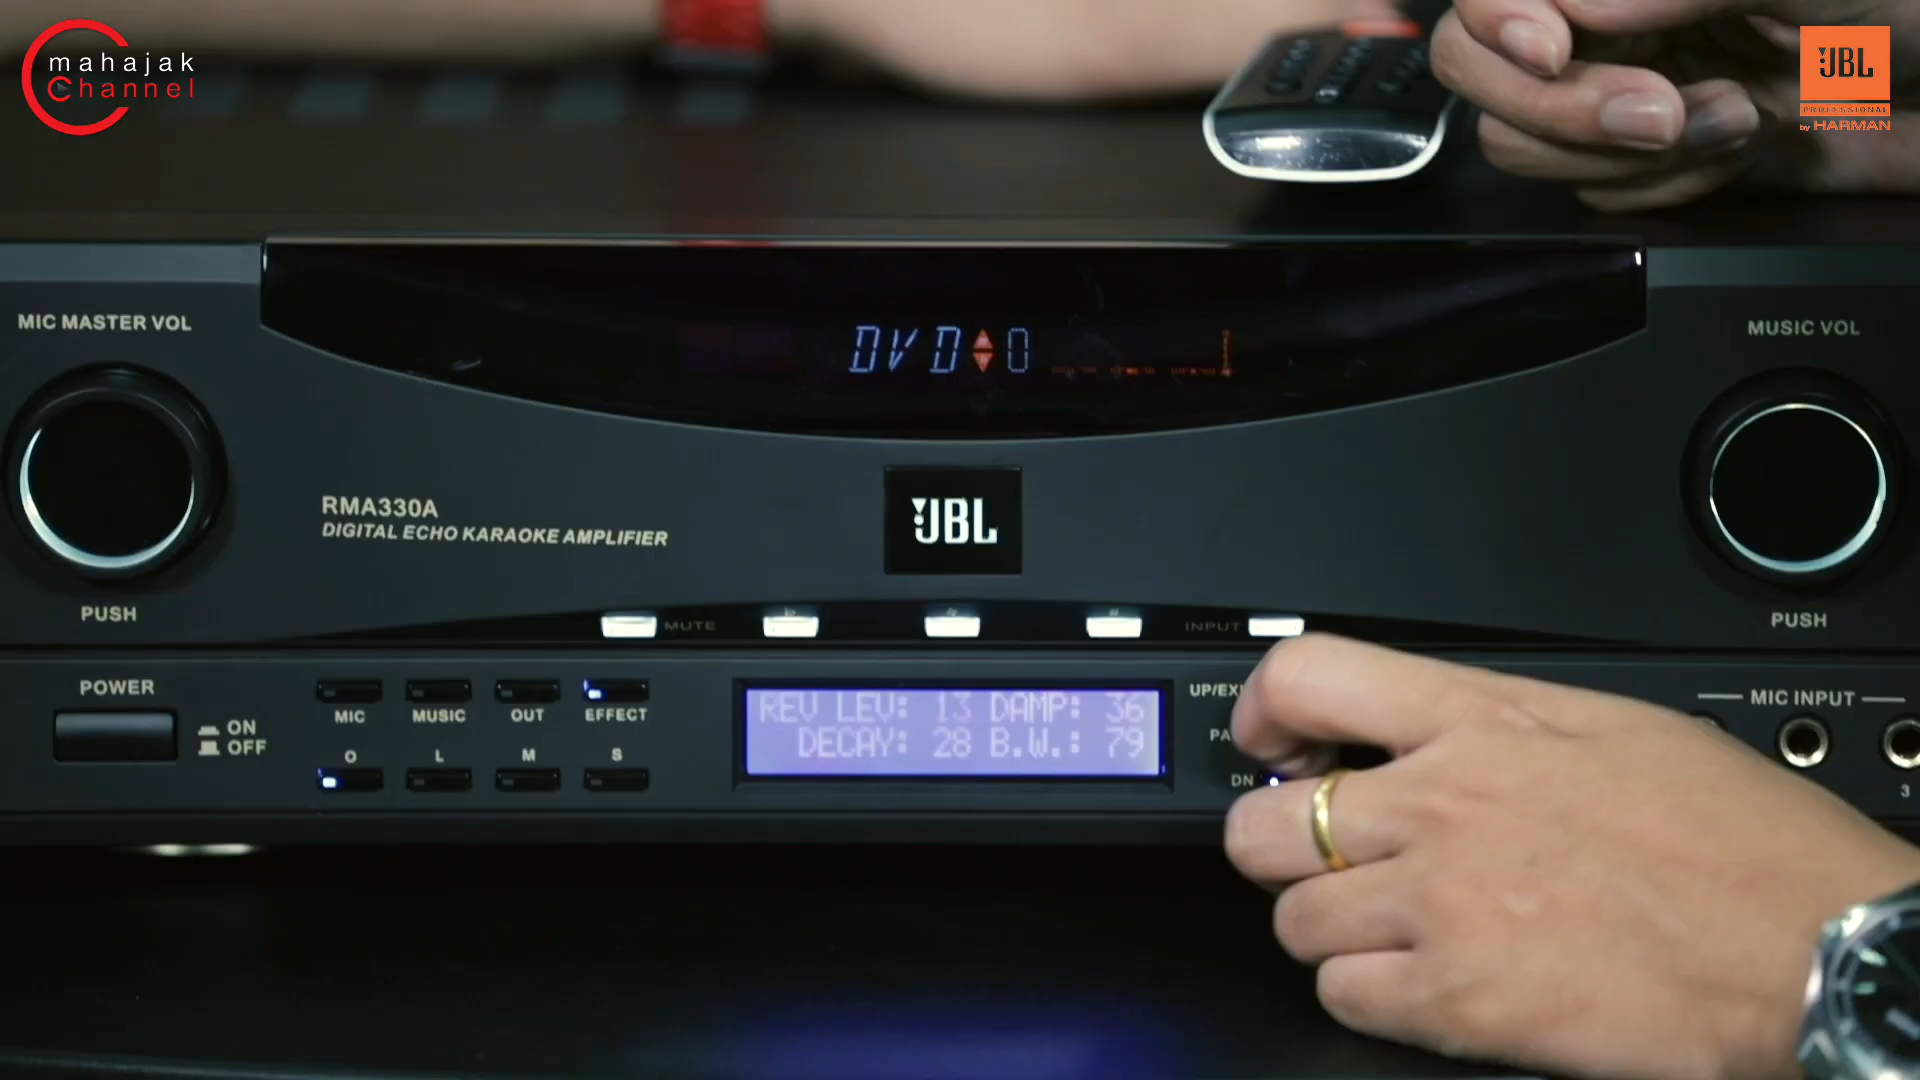 mahajak
Channel
JBL
PROFESSIONAL
by HARMAN
MIC MASTER VOL
DVD 0
MUSIC VOL
RMA330A
DIGITAL ECHO KARAOKE AMPLIFIER
JBL
PUSH
MUTE
b
#
INPUT
PUSH
POWER
ON
OFF
MIC
MUSIC
OUT
EFFECT
O
L
M
S
REV LEV: 13 DAMP: 36
DECAY: 28 B.W.: 79
DN
MIC INPUT
3